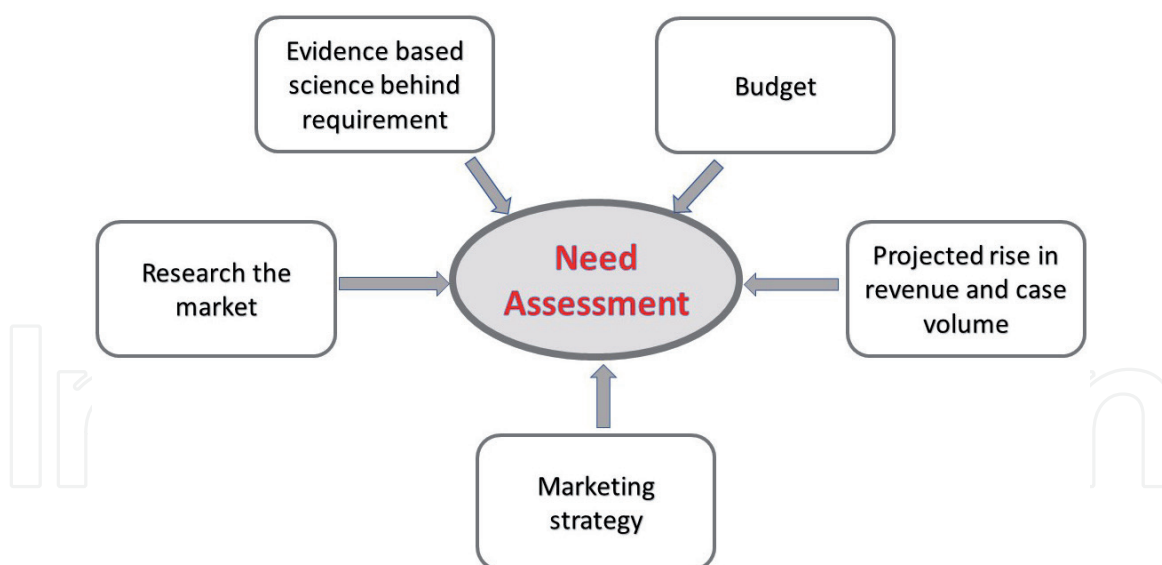 Evidence based
science behind
requirement
Budget
Research the
market
Need
Assessment
Projected rise in
revenue and case
volume
Marketing
strategy